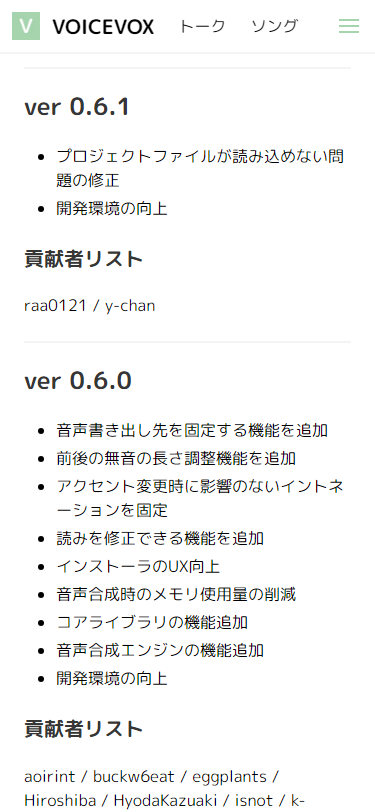 V VOICEVOX トーク ソング
ver 0.6.1
プロジェクトファイルが読み込めない問
題の修正
開発環境の向上
貢献者リスト
raa0121 / y-chan
ver 0.6.0
音声書き出し先を固定する機能を追加
前後の無音の長さ調整機能を追加
アクセント変更時に影響のないイントネ
ーションを固定
読みを修正できる機能を追加
インストーラのUX向上
音声合成時のメモリ使用量の削減
コアライブラリの機能追加
音声合成エンジンの機能追加
開発環境の向上
貢献者リスト
aoirint / buckw6eat / eggplants /
Hiroshiba / HyodaKazuaki / isnot / k-